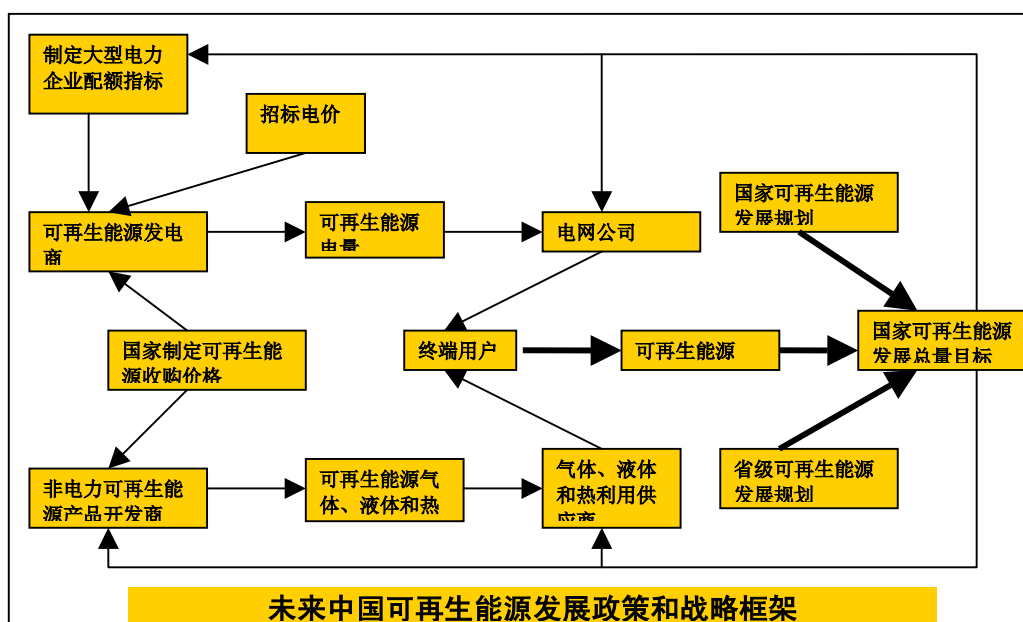 制定大型电力
企业配额指标
招标电价
国家可再生能源
发展规划
可再生能源发电
商
可再生能源
电量
电网公司
国家制定可再生能
源收购价格
终端用户
可再生能源
国家可再生能源
发展总量目标
非电力可再生能
源产品开发商
可再生能源气
体、液体和热
气体、液体
和热利用供
应商
省级可再生能源
发展规划
未来中国可再生能源发展政策和战略框架